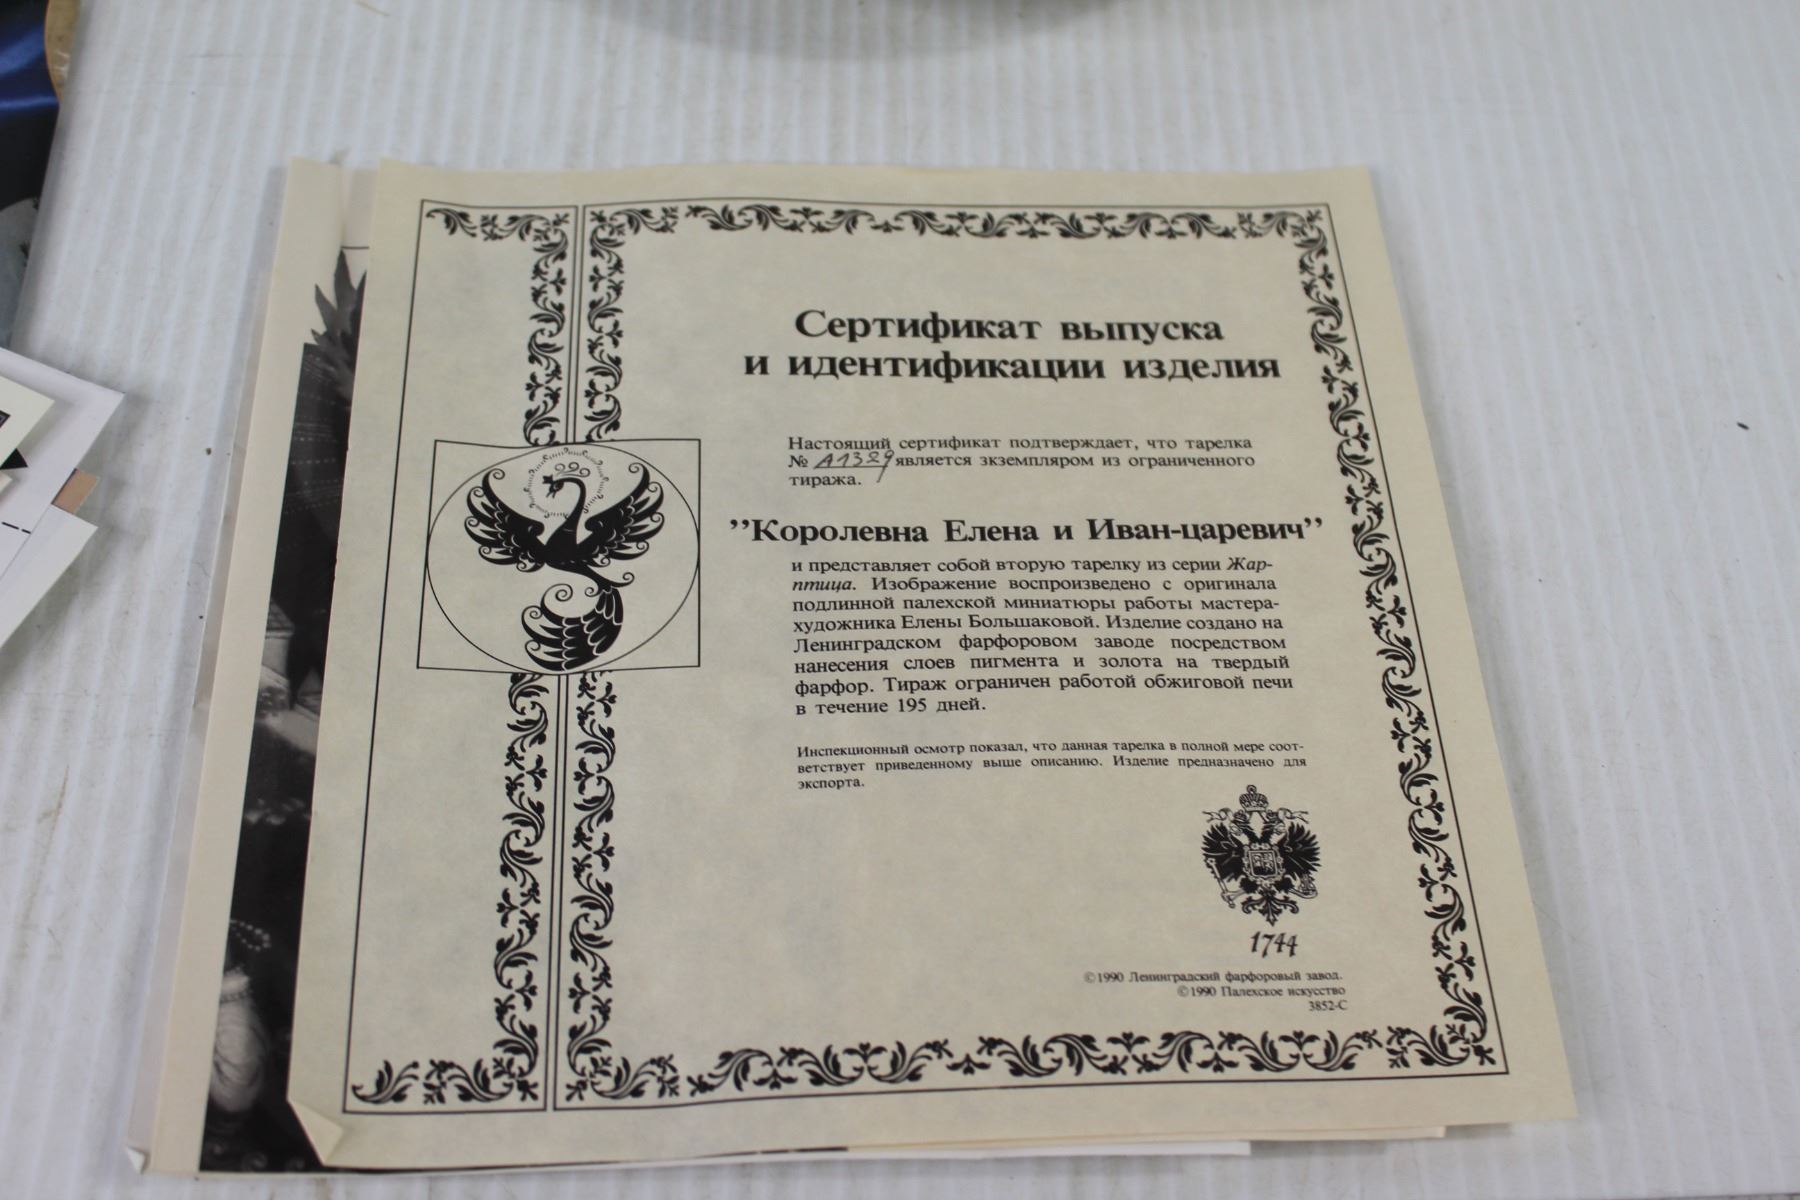 Сертификат выпуска
и идентификации изделия
Настоящий сертификат подтверждает, что тарелка
№ А1329 является экземпляром из ограниченного
тиража.
”Королевна Елена и Иван-царевич”
и представляет собой вторую тарелку из серии Жар-
птица. Изображение воспроизведено с оригинала
подлинной палехской миниатюры работы мастера-
художника Елены Большаковой. Изделие создано на
Ленинградском фарфоровом заводе посредством
нанесения слоев пигмента и золота на твердый
фарфор. Тираж ограничен работой обжиговой печи
в течение 195 дней.
Инспекционный осмотр показал, что данная тарелка в полной мере соот-
ветствует приведенному выше описанию. Изделие предназначено для
экспорта.
1744
©1990 Ленинградский фарфоровый завод.
©1990 Палехское искусство
3852-С